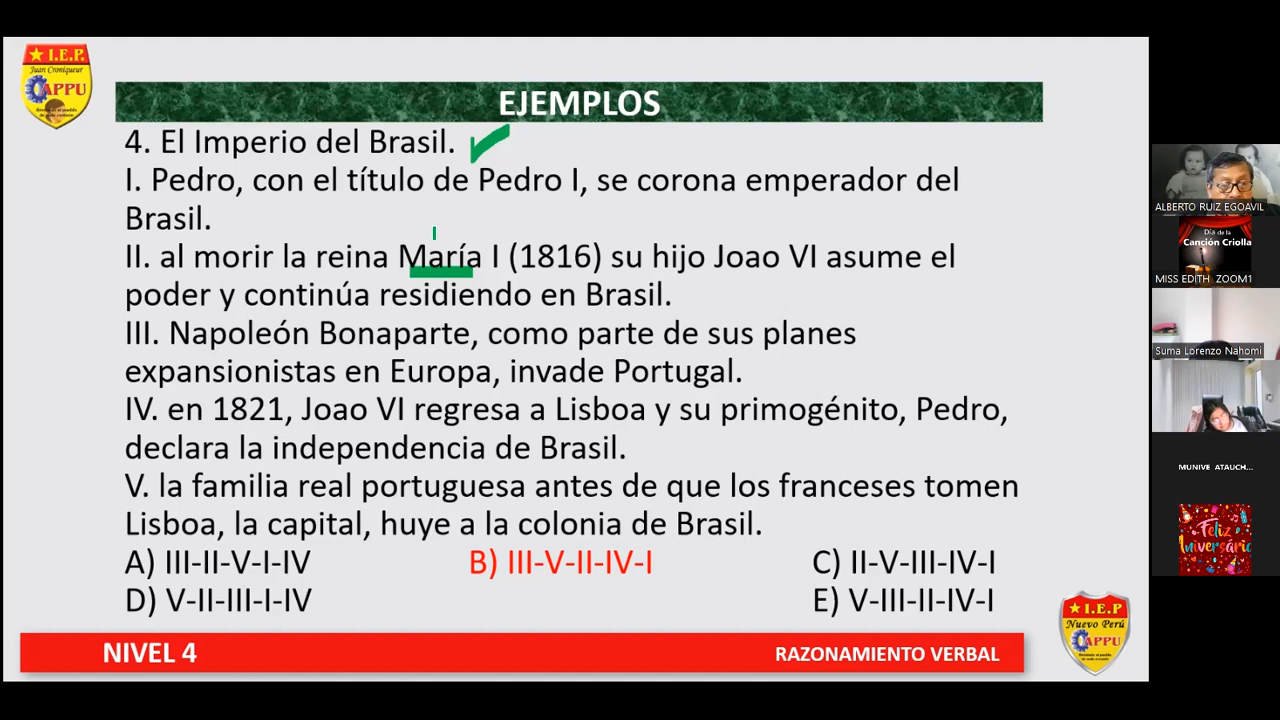 I.E.P.
Juan Croniqueur
APPU
EJEMPLOS
4. El Imperio del Brasil.
I. Pedro, con el título de Pedro I, se corona emperador del
Brasil.
II. al morir la reina María I (1816) su hijo Joao VI asume el
poder y continúa residiendo en Brasil.
III. Napoleón Bonaparte, como parte de sus planes
expansionistas en Europa, invade Portugal.
IV. en 1821, Joao VI regresa a Lisboa y su primogénito, Pedro,
declara la independencia de Brasil.
V. la familia real portuguesa antes de que los franceses tomen
Lisboa, la capital, huye a la colonia de Brasil.
A) III-II-V-I-IV B) III-V-II-IV-I C) II-V-III-IV-I
D) V-II-III-I-IV E) V-III-II-IV-I
NIVEL 4 RAZONAMIENTO VERBAL
I.E.P
Nuevo Perú
APPU
ALBERTO RUIZ EGOAVIL
Día de la
Canción Criolla
MISS EDITH ZOOM1
Suma Lorenzo Nahomi
MUNIVE ATAUCH...
Feliz
Aniversario